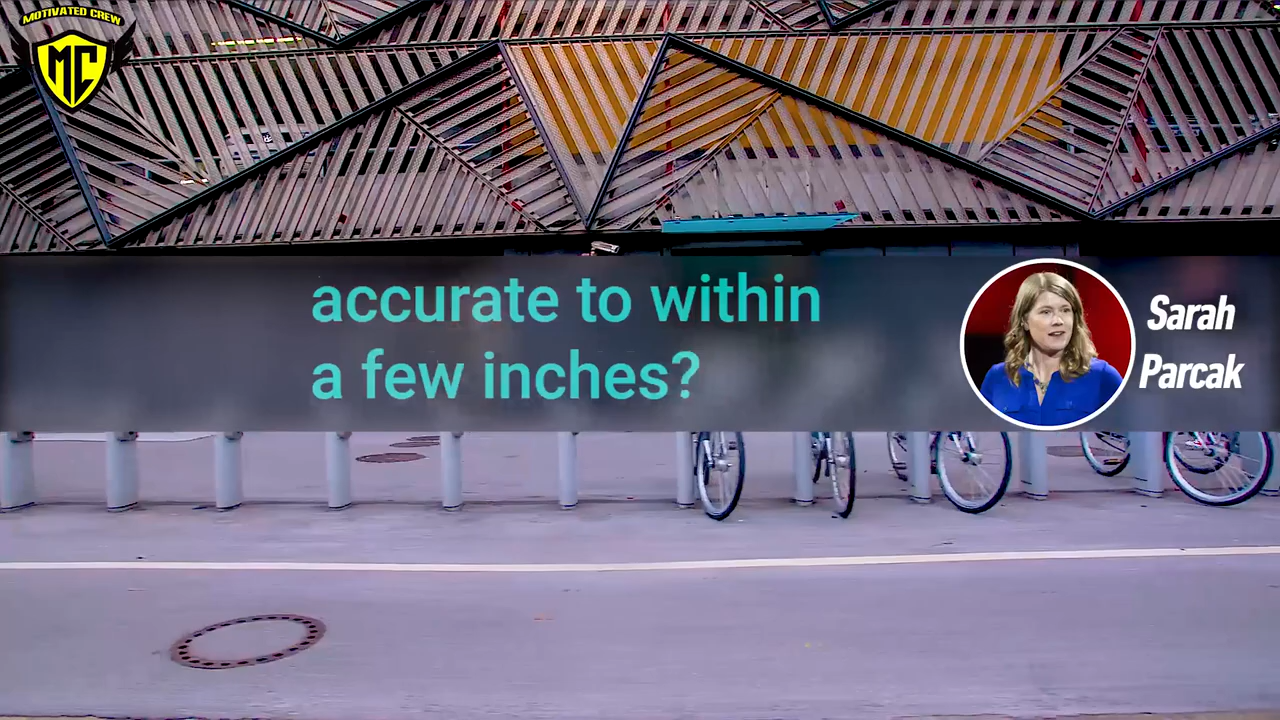 MOTIVATED CREW
MC
accurate to within
a few inches?
Sarah
Parcak